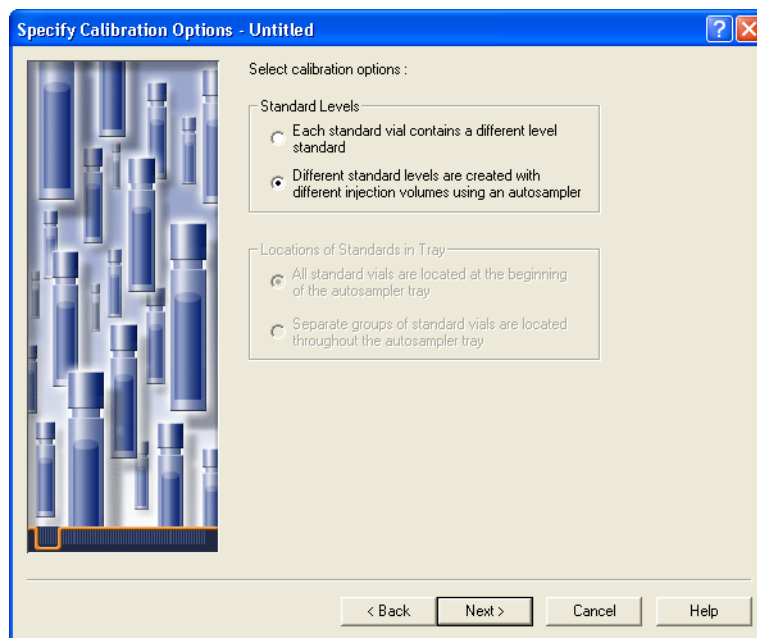 Specify Calibration Options - Untitled
Select calibration options :
Standard Levels
Each standard vial contains a different level
standard
Different standard levels are created with
different injection volumes using an autosampler
Locations of Standards in Tray
All standard vials are located at the beginning
of the autosampler tray
Separate groups of standard vials are located
throughout the autosampler tray
< Back Next > Cancel Help